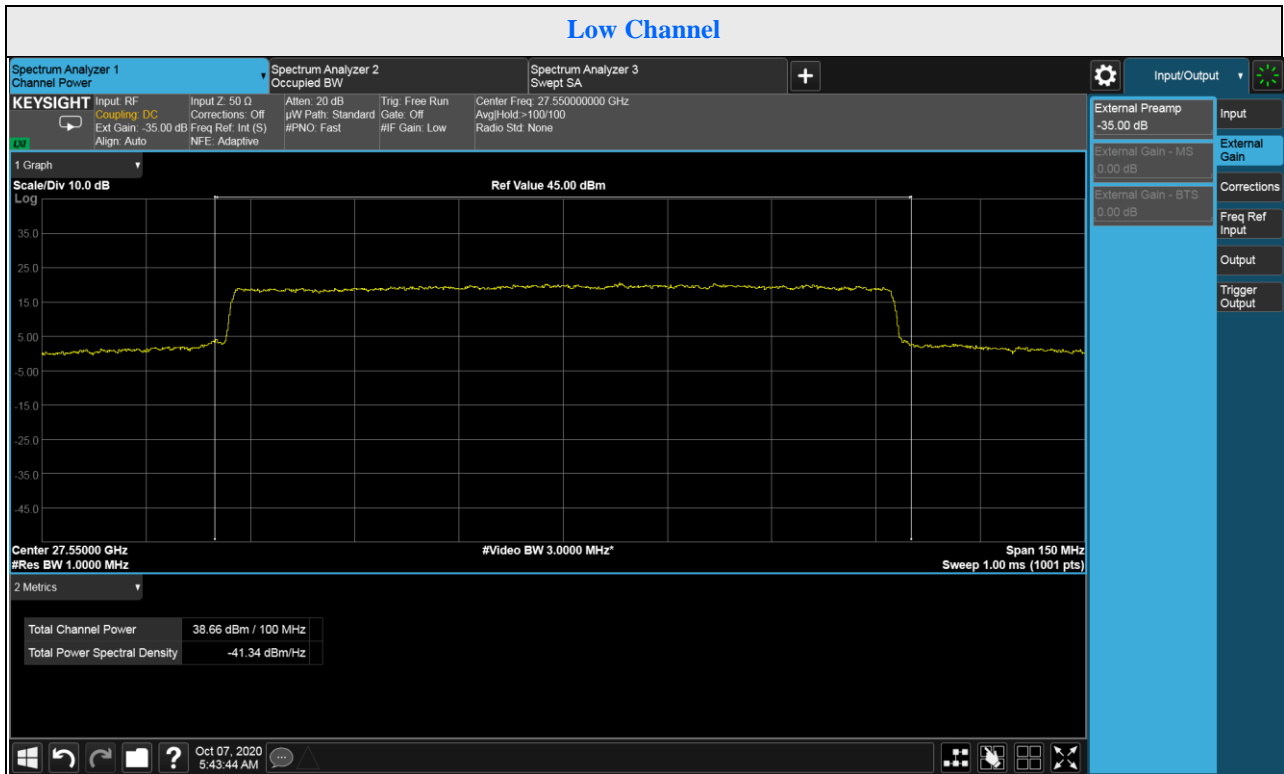 Low Channel
Spectrum Analyzer 1
Channel Power
Spectrum Analyzer 2
Occupied BW
Spectrum Analyzer 3
Swept SA
Input/Output
KEYSIGHT
Input: RF
Coupling: DC
Ext Gain: -35.00 dB
Align: Auto
Input Z: 50 Ω
Corrections: Off
Freq Ref: Int (S)
NFE: Adaptive
Atten: 20 dB
µW Path: Standard
#PNO: Fast
Trig: Free Run
Gate: Off
#IF Gain: Low
Center Freq: 27.550000000 GHz
Avg|Hold:>100/100
Radio Std: None
LXI
External Preamp
-35.00 dB
External Gain - MS
0.00 dB
External Gain - BTS
0.00 dB
Input
External
Gain
Corrections
Freq Ref
Input
Output
Trigger
Output
1 Graph
Scale/Div 10.0 dB
Ref Value 45.00 dBm
Log
35.0
25.0
15.0
5.00
-5.00
-15.0
-25.0
-35.0
-45.0
Center 27.55000 GHz
#Video BW 3.0000 MHz*
Span 150 MHz
#Res BW 1.0000 MHz
Sweep 1.00 ms (1001 pts)
2 Metrics
Total Channel Power 38.66 dBm / 100 MHz
Total Power Spectral Density -41.34 dBm/Hz
?
Oct 07, 2020
5:43:44 AM